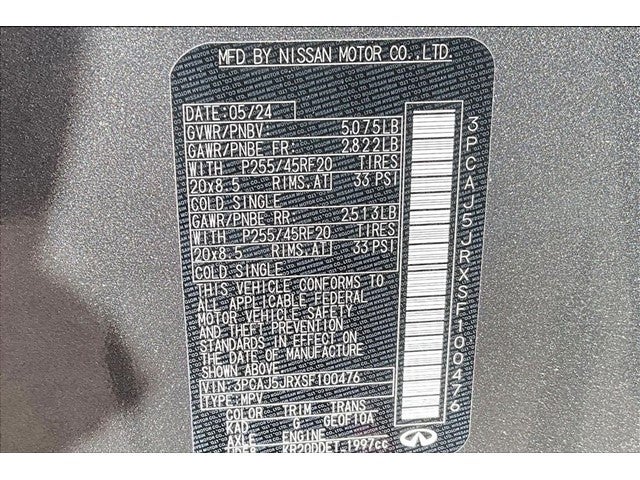 MFD BY NISSAN MOTOR CO.,LTD.
DATE:05/24
GVWR/PNBV: 5075LB
GAWR/PNBE FR: 2822LB
WITH P255/45RF20 TIRES
20x8.5 RIMS,AT 33 PSI
COLD SINGLE
GAWR/PNBE RR: 2513LB
WITH P255/45RF20 TIRES
20x8.5 RIMS,AT 33 PSI
COLD SINGLE
THIS VEHICLE CONFORMS TO
ALL APPLICABLE FEDERAL
MOTOR VEHICLE SAFETY
AND THEFT PREVENTION
STANDARDS IN EFFECT ON
THE DATE OF MANUFACTURE
SHOWN ABOVE.
VIN:3PCAJ5JRXSF100476
TYPE:MPV
COLOR TRIM TRANS
KAD G GE0F10A
AXLE ENGINE
KR20DDET 1997cc
3PCAJ5JRXSF100476